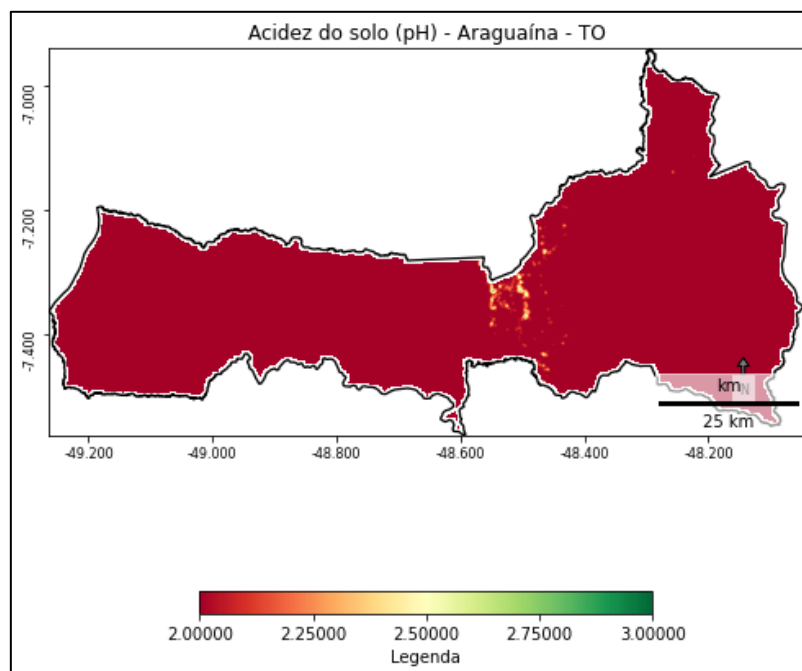 Acidez do solo (pH) - Araguaína - TO
-7.000
-7.200
-7.400
km
N
25 km
-49.200 -49.000 -48.800 -48.600 -48.400 -48.200
2.00000 2.25000 2.50000 2.75000 3.00000
Legenda